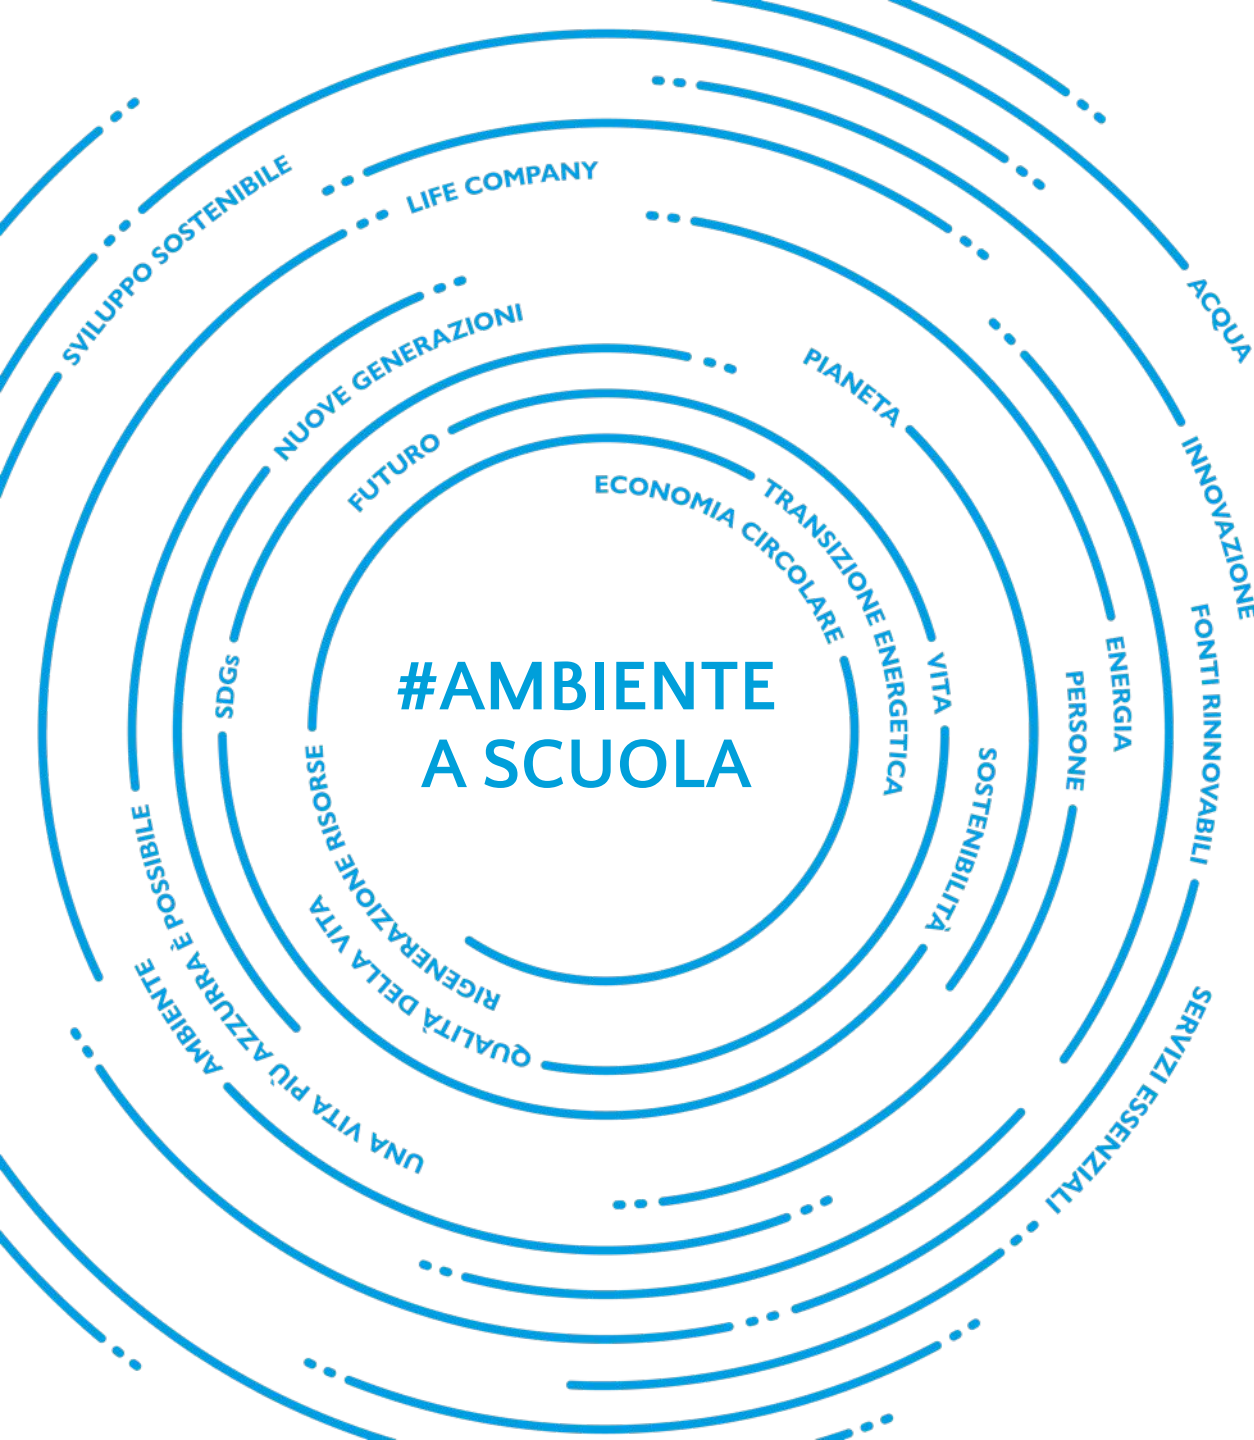 SVILUPPO SOSTENIBILE
LIFE COMPANY
ACQUA
NUOVE GENERAZIONI
PIANETA
INNOVAZIONE
FUTURO
ECONOMIA CIRCOLARE
TRANSIZIONE ENERGETICA
FONTI RINNOVABILI
ENERGIA
VITA
SDGs
PERSONE
#AMBIENTE
A SCUOLA
SOSTENIBILITÀ
RIGENERAZIONE RISORSE
QUALITÀ DELLA VITA
UNA VITA PIÙ AZZURRA È POSSIBILE
AMBIENTE
SERVIZI ESSENZIALI